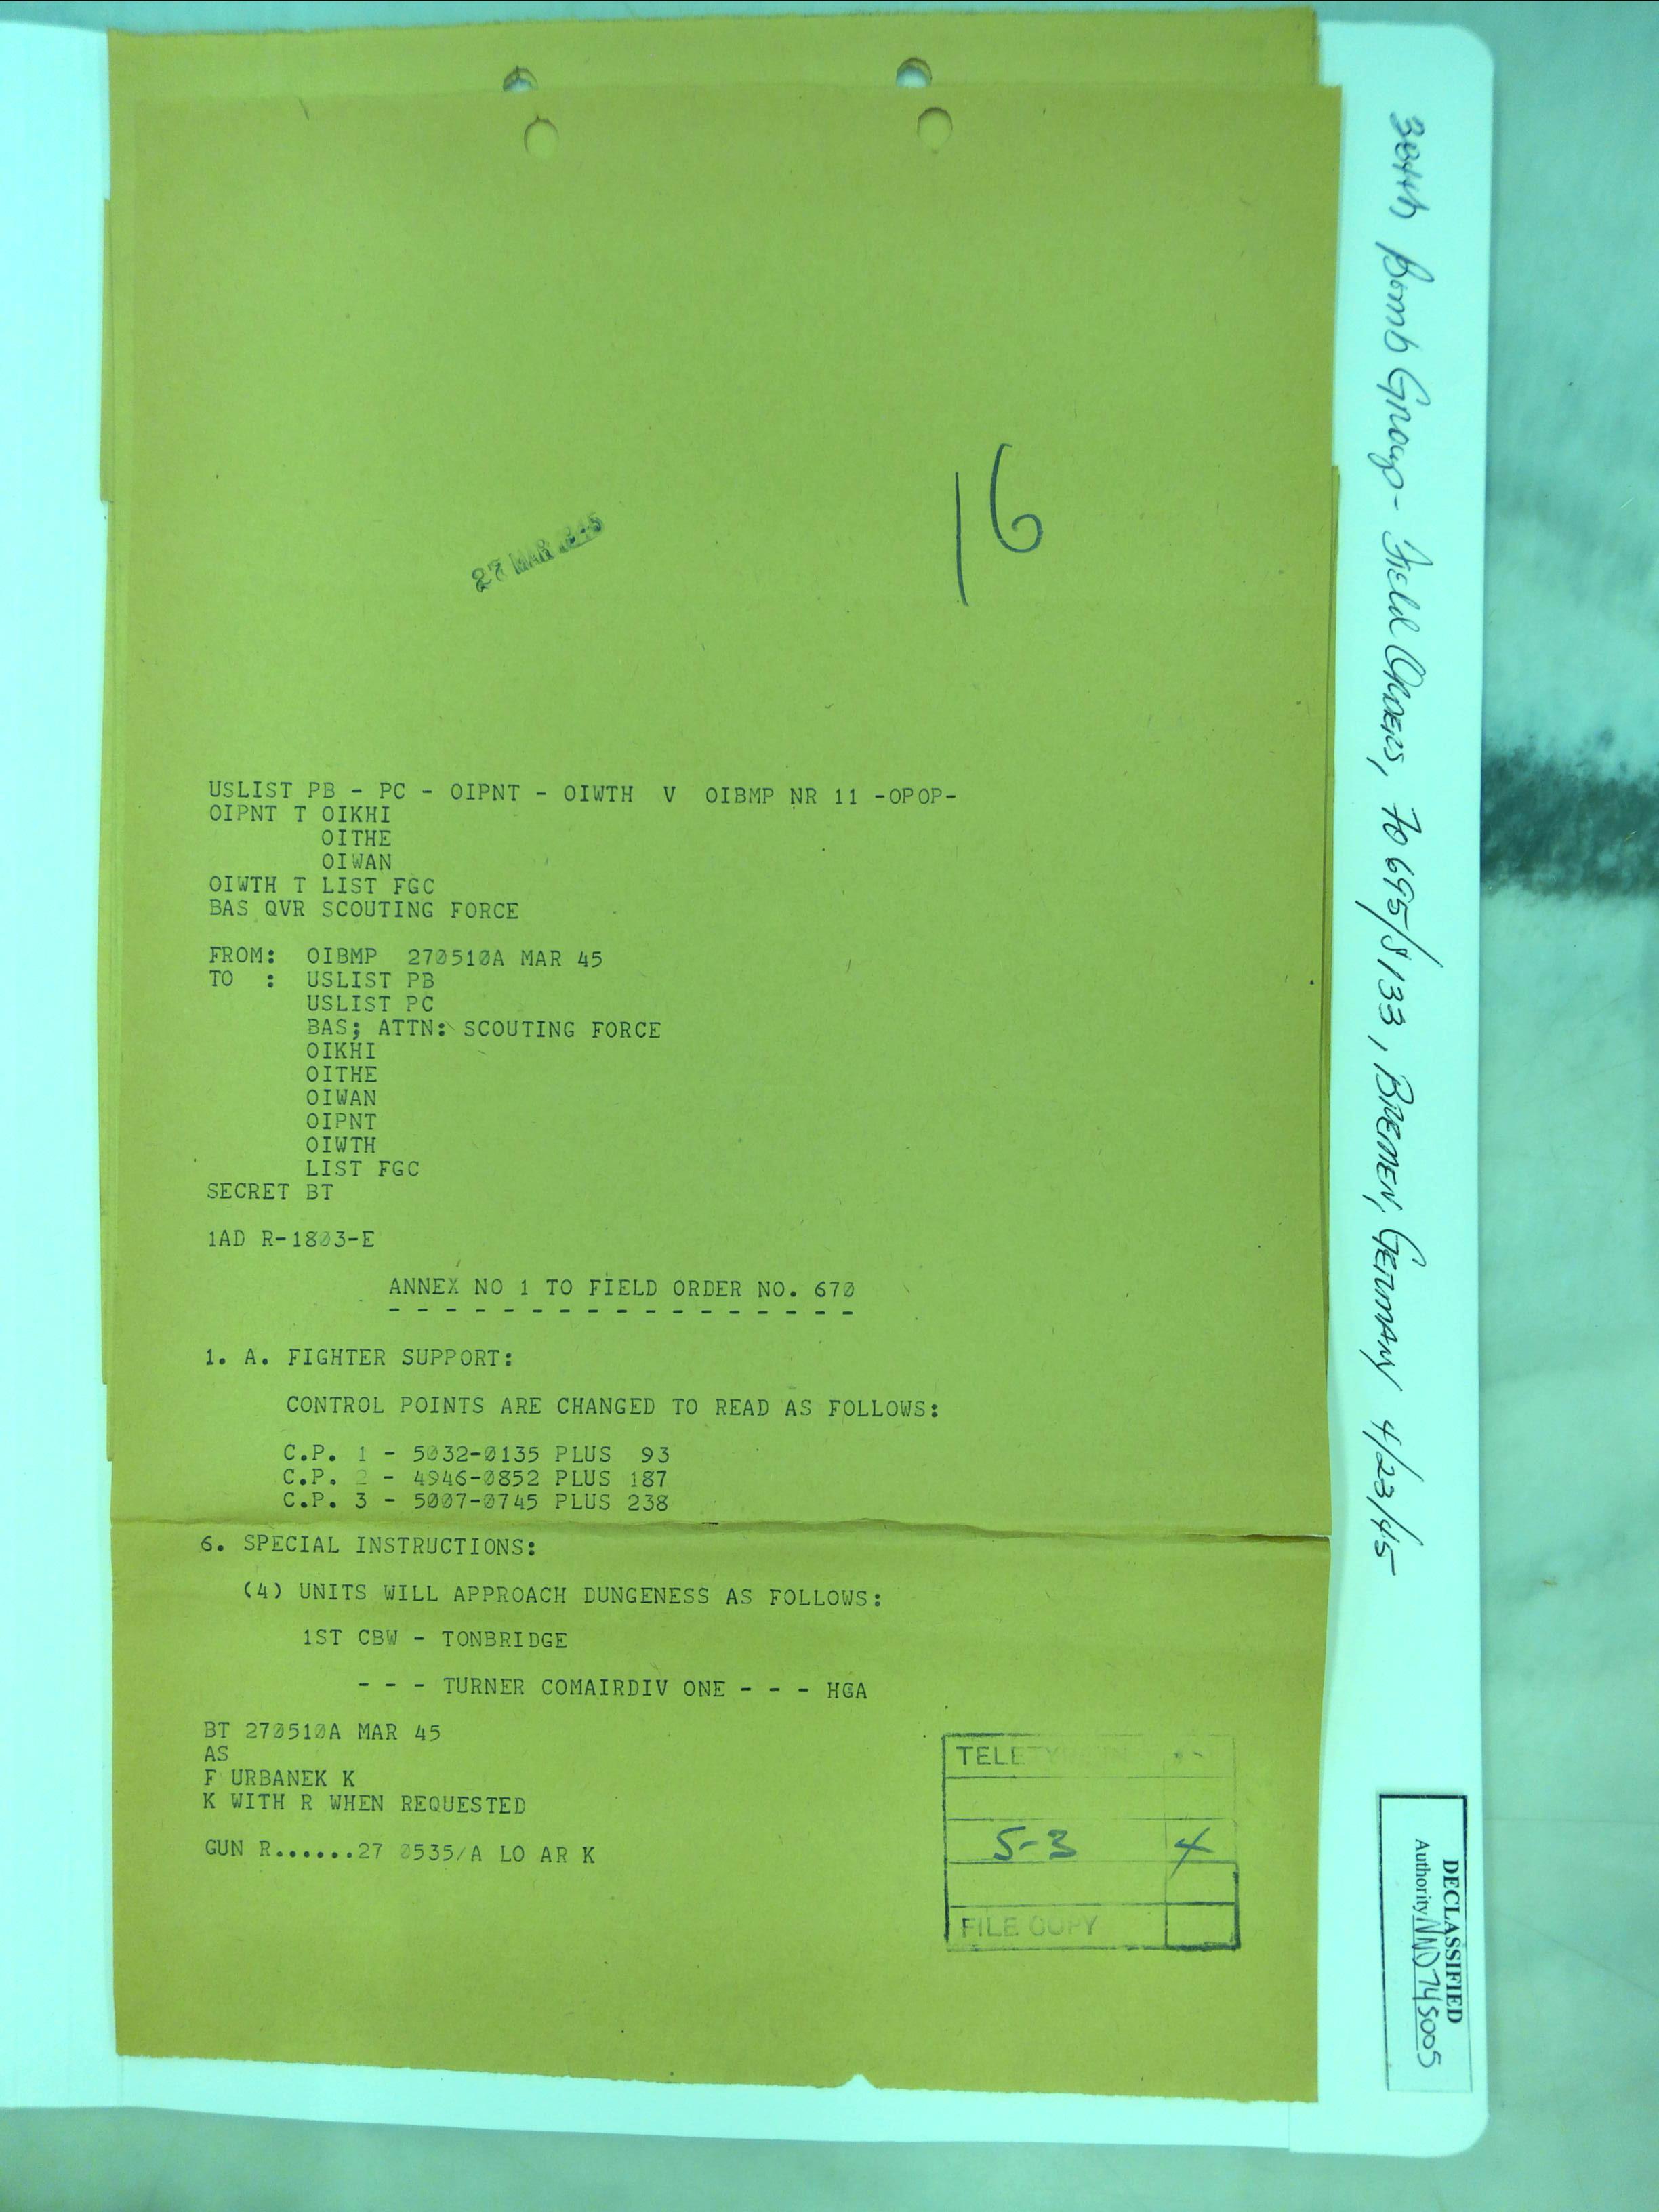 16
27 MAR 1945
USLIST PB - PC - OIPNT - OIWTH V OIBMP NR 11 -OPOP-
OIPNT T OIKHI
OITHE
OIWAN
OIWTH T LIST FGC
BAS QVR SCOUTING FORCE
FROM: OIBMP 270510A MAR 45
TO : USLIST PB
USLIST PC
BAS; ATTN: SCOUTING FORCE
OIKHI
OITHE
OIWAN
OIPNT
OIWTH
LIST FGC
SECRET BT
1AD R-1803-E
ANNEX NO 1 TO FIELD ORDER NO. 670
- - - - - - - - - - - - - - - - -
1. A. FIGHTER SUPPORT:
CONTROL POINTS ARE CHANGED TO READ AS FOLLOWS:
C.P. 1 - 5032-0135 PLUS 93
C.P. 2 - 4946-0852 PLUS 187
C.P. 3 - 5007-0745 PLUS 238
6. SPECIAL INSTRUCTIONS:
(4) UNITS WILL APPROACH DUNGENESS AS FOLLOWS:
1ST CBW - TONBRIDGE
- - - TURNER COMAIRDIV ONE - - - HGA
BT 270510A MAR 45
AS
F URBANEK K
K WITH R WHEN REQUESTED
GUN R......27 0535/A LO AR K
TELETYPE
S-3 X
FILE COPY
384th Bomb Group - Field Orders, FO 695/S133, Bremen, Germany 4/23/45
DECLASSIFIED
Authority NND745005